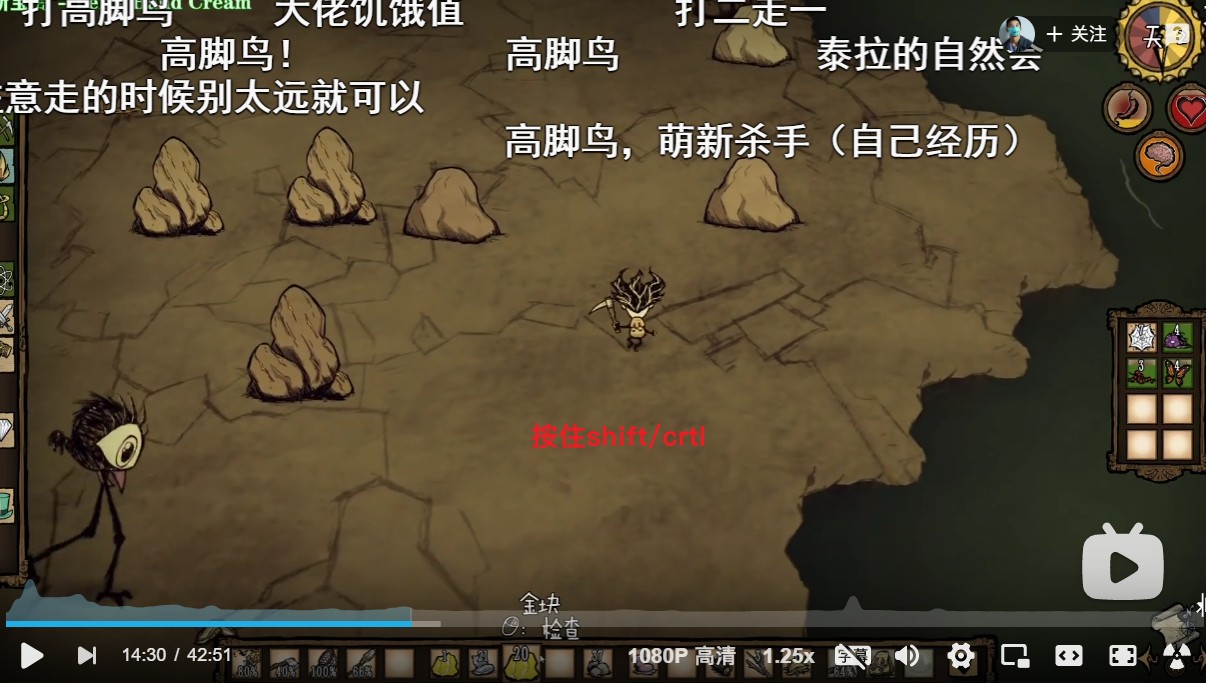 打高脚鸟
大佬饥饿值
打二走一
高脚鸟！
高脚鸟
泰拉的自然会
+ 关注
意走的时候别太远就可以
高脚鸟，萌新杀手（自己经历）
4
3
4
按住shift/crtl
金块
: 检查
14:30 / 42:51
80%
40%
100%
66%
20
1080P 高清
1.25x
字幕
64%